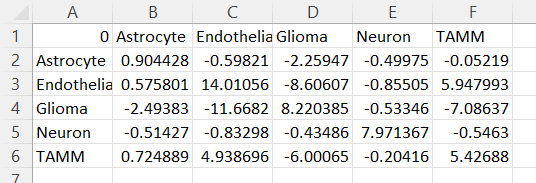 A B C D E F
1 0 Astrocyte Endothelia Glioma Neuron TAMM
2 Astrocyte 0.904428 -0.59821 -2.25947 -0.49975 -0.05219
3 Endothelia 0.575801 14.01056 -8.60607 -0.85505 5.947993
4 Glioma -2.49383 -11.6682 8.220385 -0.53346 -7.08637
5 Neuron -0.51427 -0.83298 -0.43486 7.971367 -0.5463
6 TAMM 0.724889 4.938696 -6.00065 -0.20416 5.42688
7